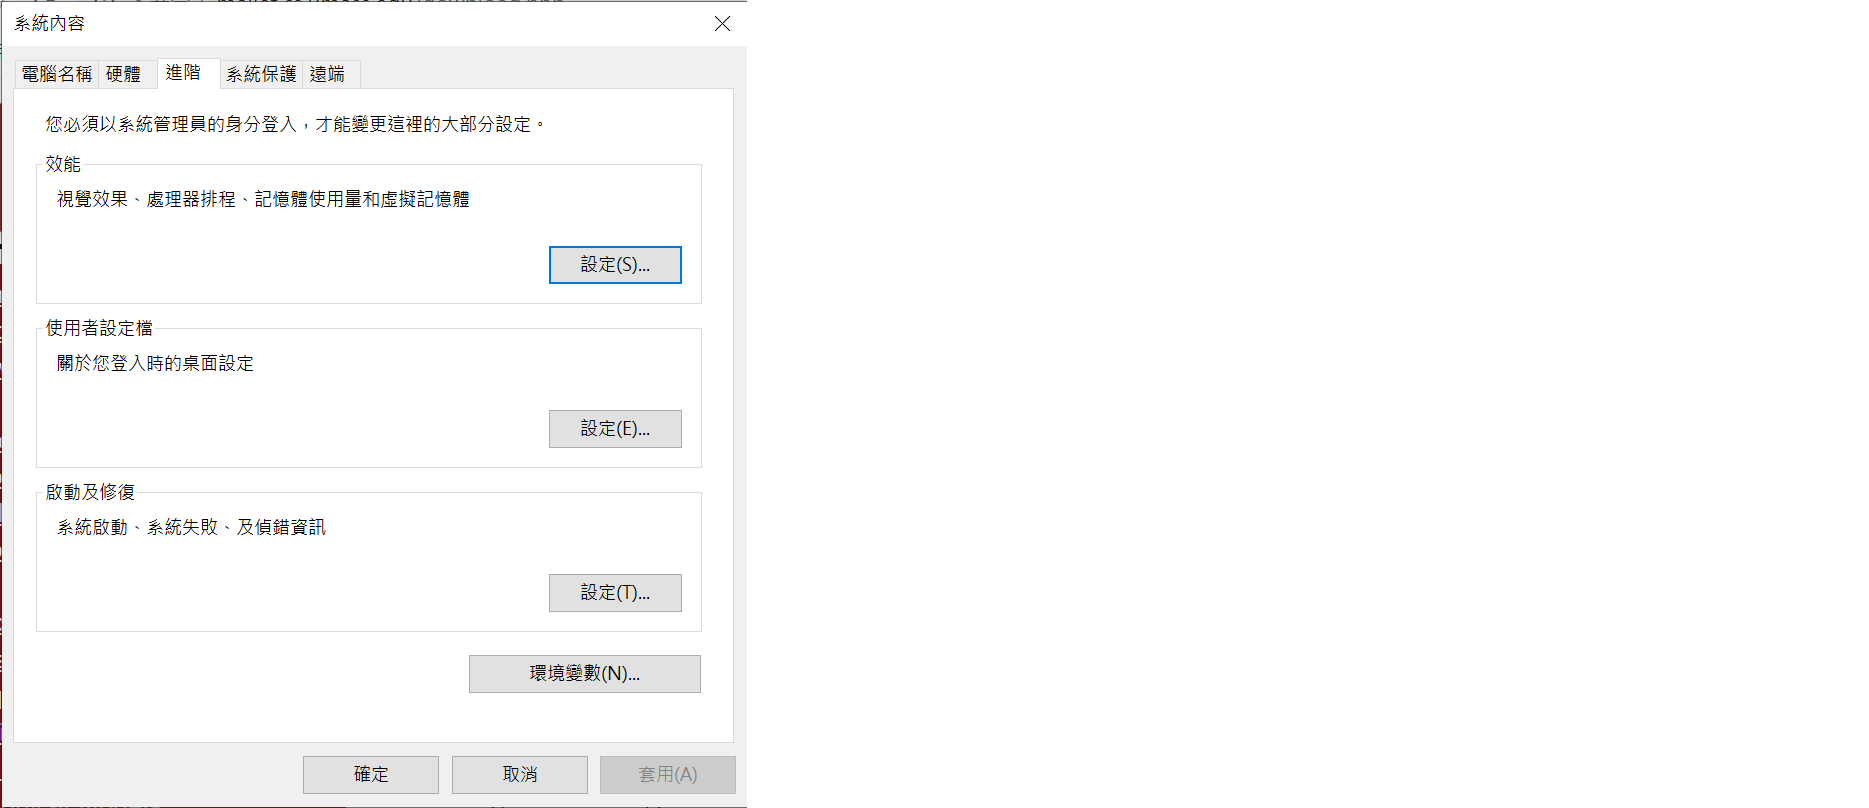 系統內容
電腦名稱 硬體 進階 系統保護 遠端
您必須以系統管理員的身分登入，才能變更這裡的大部分設定。
效能
視覺效果、處理器排程、記憶體使用量和虛擬記憶體
設定(S)...
使用者設定檔
關於您登入時的桌面設定
設定(E)...
啟動及修復
系統啟動、系統失敗、及偵錯資訊
設定(T)...
環境變數(N)...
確定 取消 套用(A)